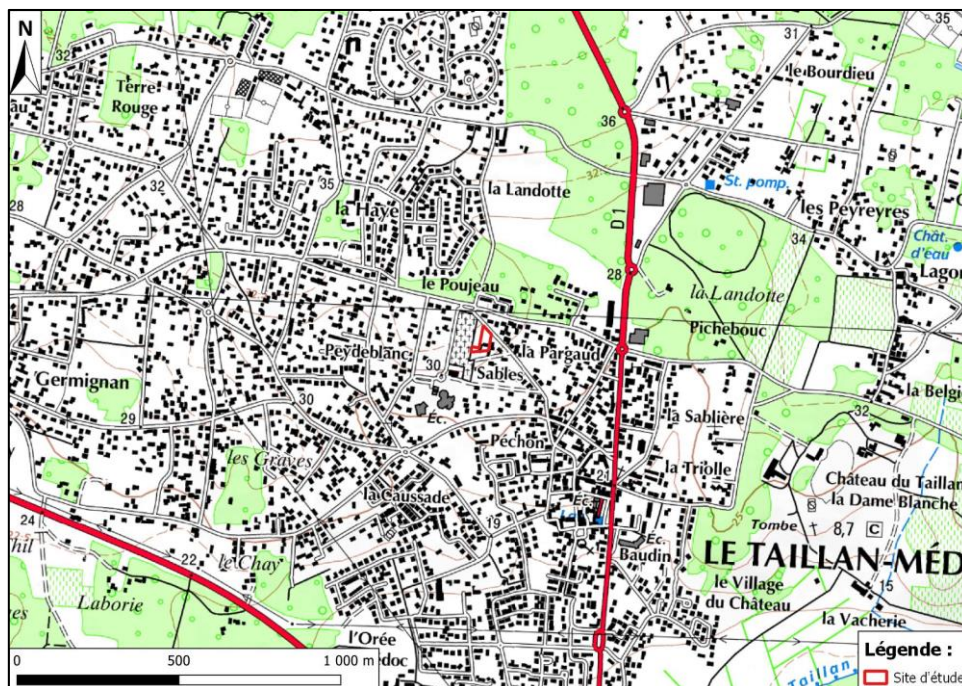 N
35
32
31
Terre-
Rouge
le Bourdieu
36
32
35
St. pomp.
la Landotte
28
la Haye
D 1
les Peyreyres
34
Chât.
d'eau
28
Lagor
le Poujeau
la Landotte
Pichebouc
Peydeblanc
la Pargaud
30
ls Sables
Germignan
30
la Belgi
Éc.
la Sablière
32
29
Péchon
les Graves
la Triolle
Château du Taillan
la Dame Blanche
la Caussade
21
Éc.
24
19
Tombe
8,7
C
Éc.
22
Baudin
LE TAILLAN-MÉD
le Chay
le Village
du Château
15
Laborie
la Vacherie
l'Orée
doc
Légende :
0 500 1 000 m
Taillan
Site d'étude